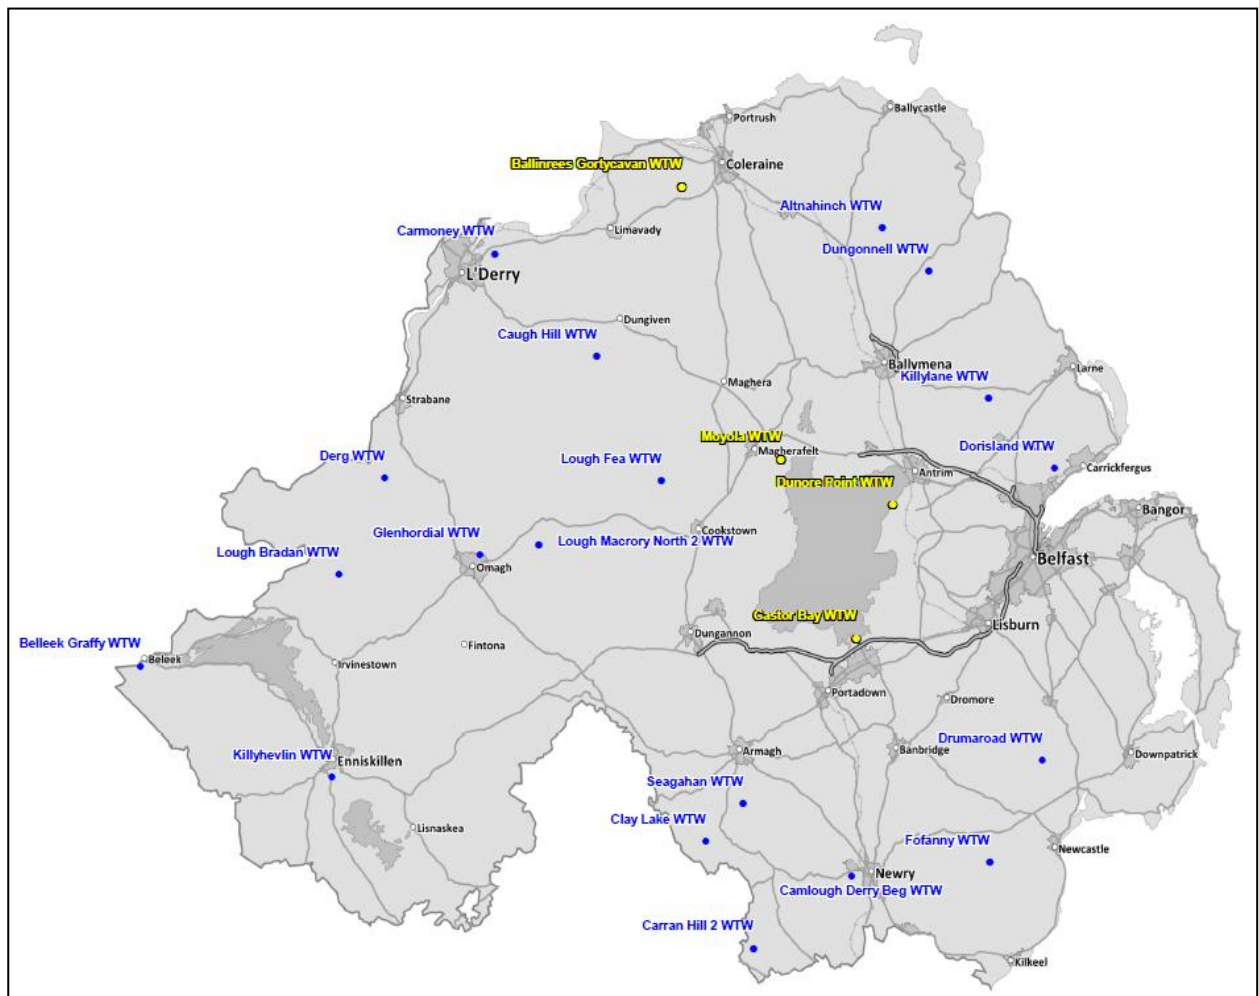 Ballycastle
Portrush
Ballinrees Gortycavan WTW
Coleraine
Altnahinch WTW
Carmoney WTW
Limavady
Dungonnell WTW
L'Derry
Dungiven
Caugh Hill WTW
Ballymena
Larne
Killylane WTW
Maghera
Strabane
Moyola WTW
Magherafelt
Dorisland WTW
Derg WTW
Lough Fea WTW
Carrickfergus
Antrim
Dunore Point WTW
Bangor
Cookstown
Glenhordial WTW
Lough Macrory North 2 WTW
Lough Bradan WTW
Omagh
Belfast
Castor Bay WTW
Lisburn
Dungannon
Belleek Graffy WTW
Fintona
Beleek
Irvinestown
Portadown
Dromore
Drumaroad WTW
Armagh
Banbridge
Downpatrick
Killyhevlin WTW
Enniskillen
Seagahan WTW
Clay Lake WTW
Lisnaskea
Fofanny WTW
Newcastle
Newry
Camlough Derry Beg WTW
Carran Hill 2 WTW
Kilkeel